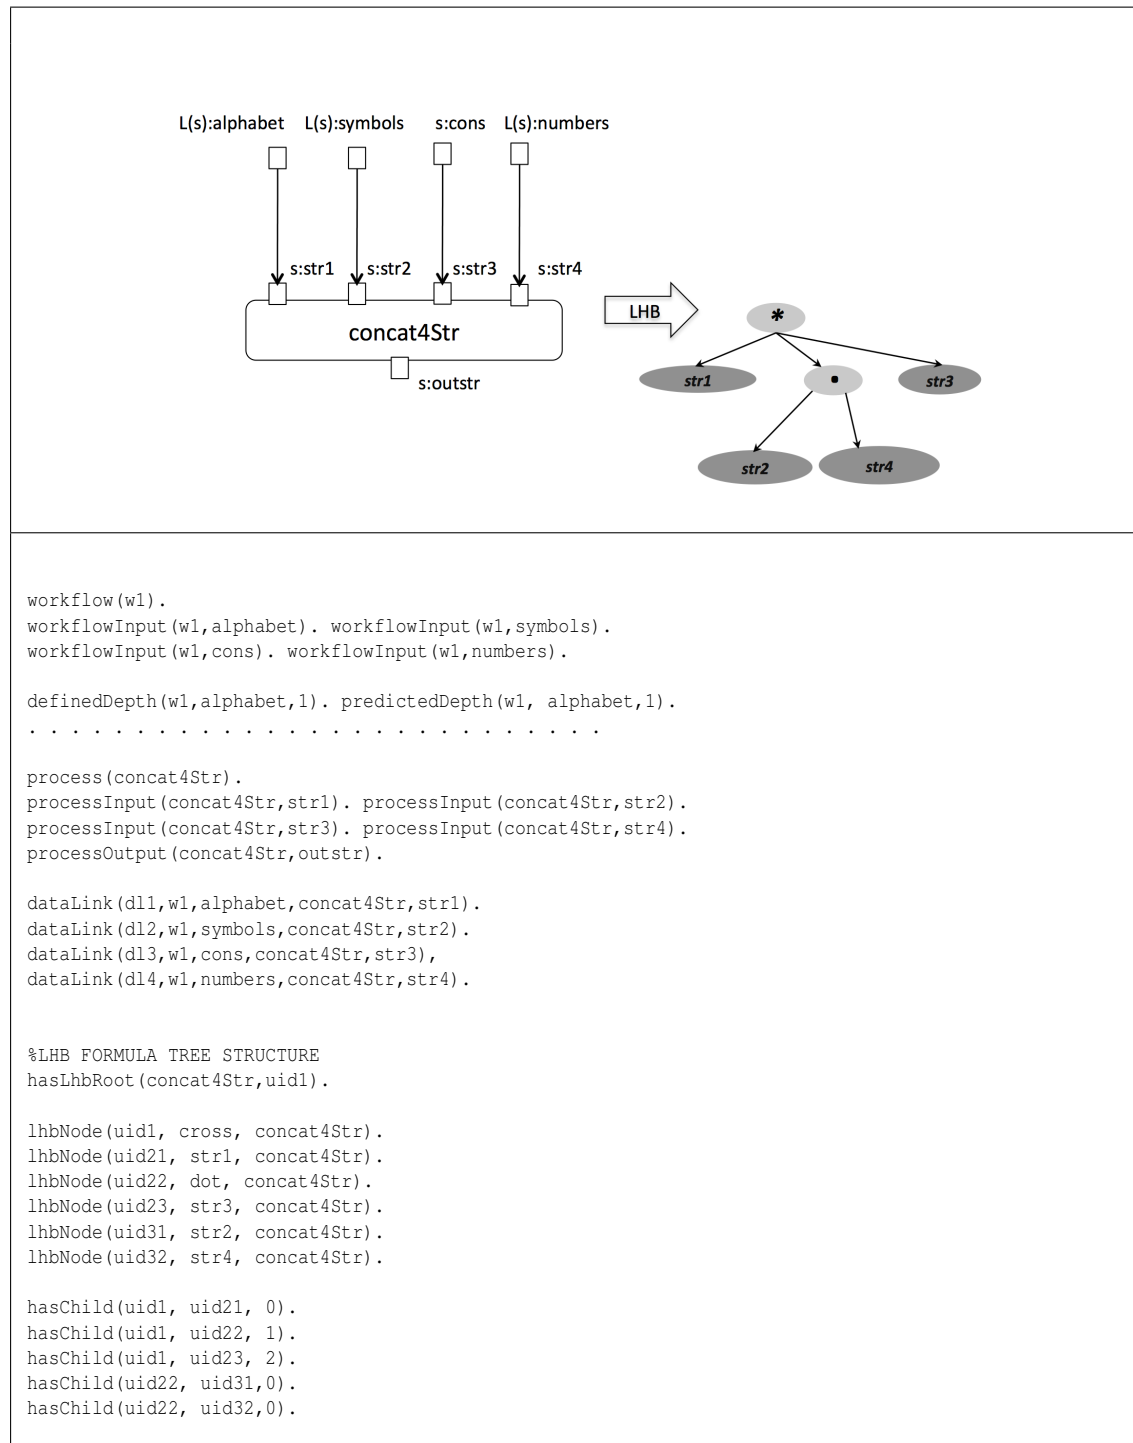 L(s):alphabet L(s):symbols s:cons L(s):numbers
s:str1 s:str2 s:str3 s:str4
concat4Str
s:outstr
LHB
*
str1 • str3
str2 str4
workflow(w1).
workflowInput(w1,alphabet). workflowInput(w1,symbols).
workflowInput(w1,cons). workflowInput(w1,numbers).
definedDepth(w1,alphabet,1). predictedDepth(w1, alphabet,1).
. . . . . . . . . . . . . . . . . . . . . . . . . . .
process(concat4Str).
processInput(concat4Str,str1). processInput(concat4Str,str2).
processInput(concat4Str,str3). processInput(concat4Str,str4).
processOutput(concat4Str,outstr).
dataLink(dl1,w1,alphabet,concat4Str,str1).
dataLink(dl2,w1,symbols,concat4Str,str2).
dataLink(dl3,w1,cons,concat4Str,str3),
dataLink(dl4,w1,numbers,concat4Str,str4).
%LHB FORMULA TREE STRUCTURE
hasLhbRoot(concat4Str,uid1).
lhbNode(uid1, cross, concat4Str).
lhbNode(uid21, str1, concat4Str).
lhbNode(uid22, dot, concat4Str).
lhbNode(uid23, str3, concat4Str).
lhbNode(uid31, str2, concat4Str).
lhbNode(uid32, str4, concat4Str).
hasChild(uid1, uid21, 0).
hasChild(uid1, uid22, 1).
hasChild(uid1, uid23, 2).
hasChild(uid22, uid31,0).
hasChild(uid22, uid32,0).